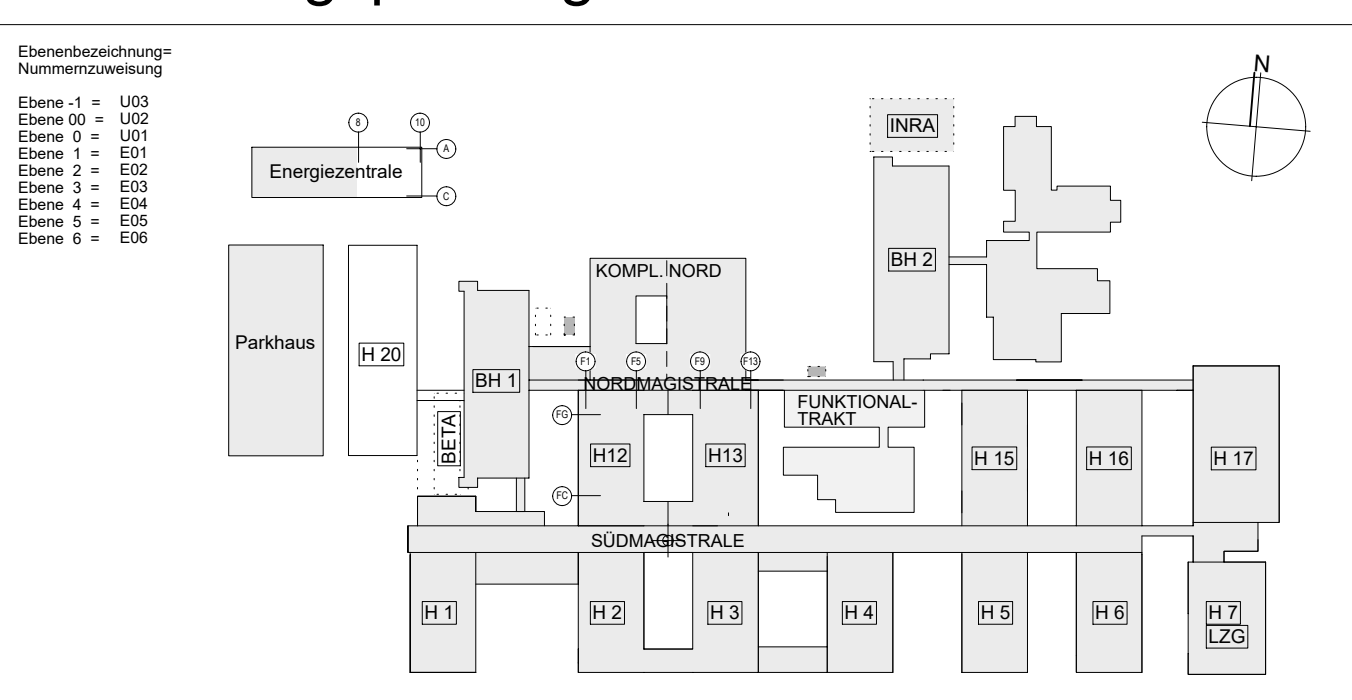 Ebenenbezeichnung=
Nummernzuweisung
Ebene -1 = U03
Ebene 00 = U02
Ebene 0 = U01
Ebene 1 = E01
Ebene 2 = E02
Ebene 3 = E03
Ebene 4 = E04
Ebene 5 = E05
Ebene 6 = E06
N
8
10
A
Energiezentrale
C
INRA
BH 2
KOMPL. NORD
Parkhaus
H 20
BH 1
F1
F5
F9
F13
NORDMAGISTRALE
FUNKTIONAL-
TRAKT
FG
BETA
H12
H13
H 15
H 16
H 17
FC
SÜDMAGISTRALE
H 1
H 2
H 3
H 4
H 5
H 6
H 7
LZG